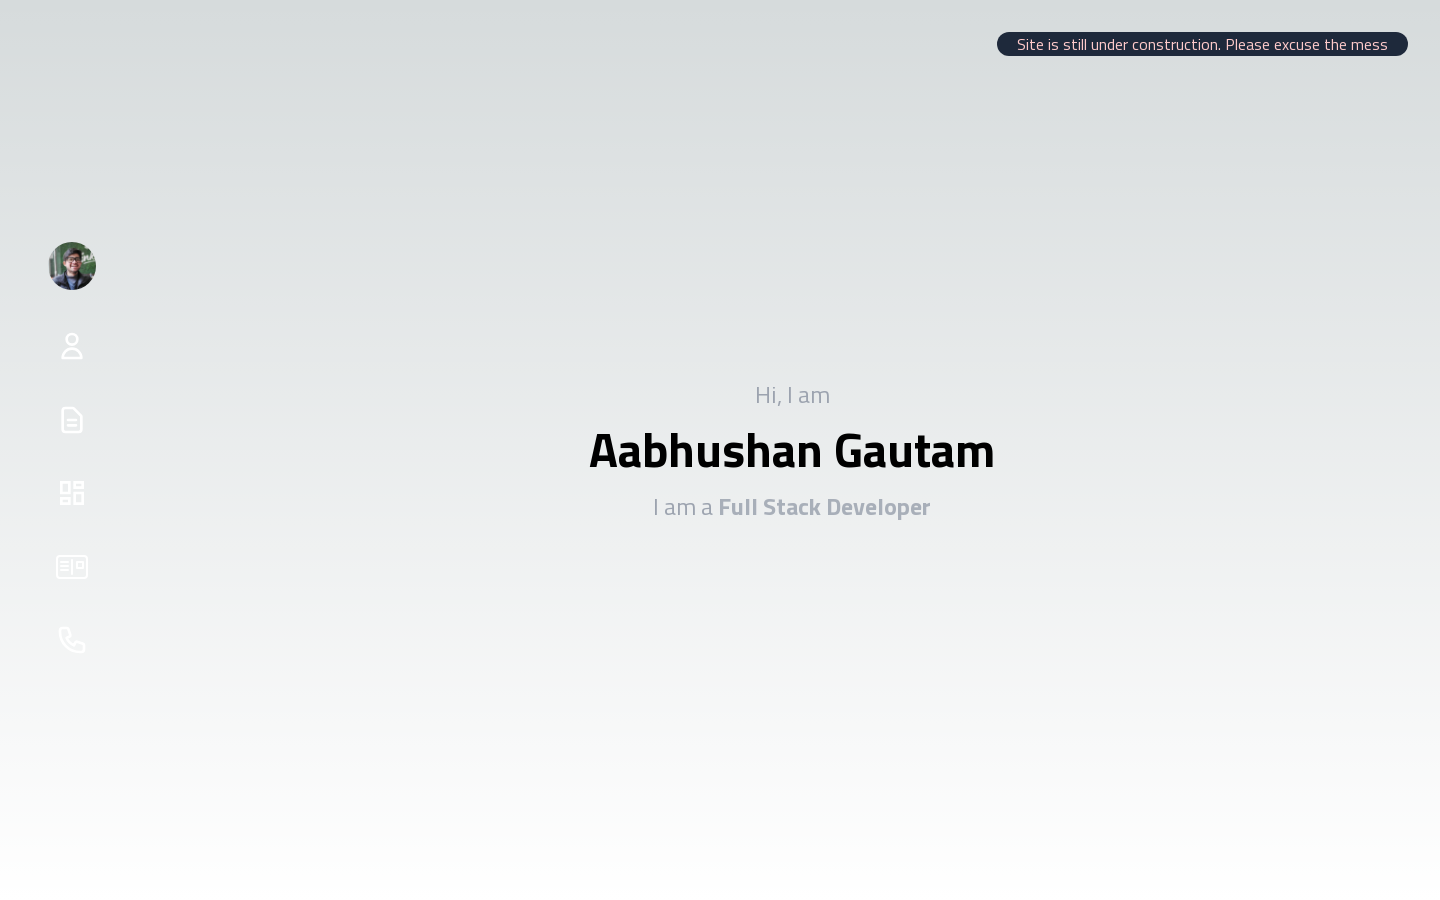 Site is still under construction. Please excuse the mess
Hi, I am
Aabhushan Gautam
I am a Full Stack Developer